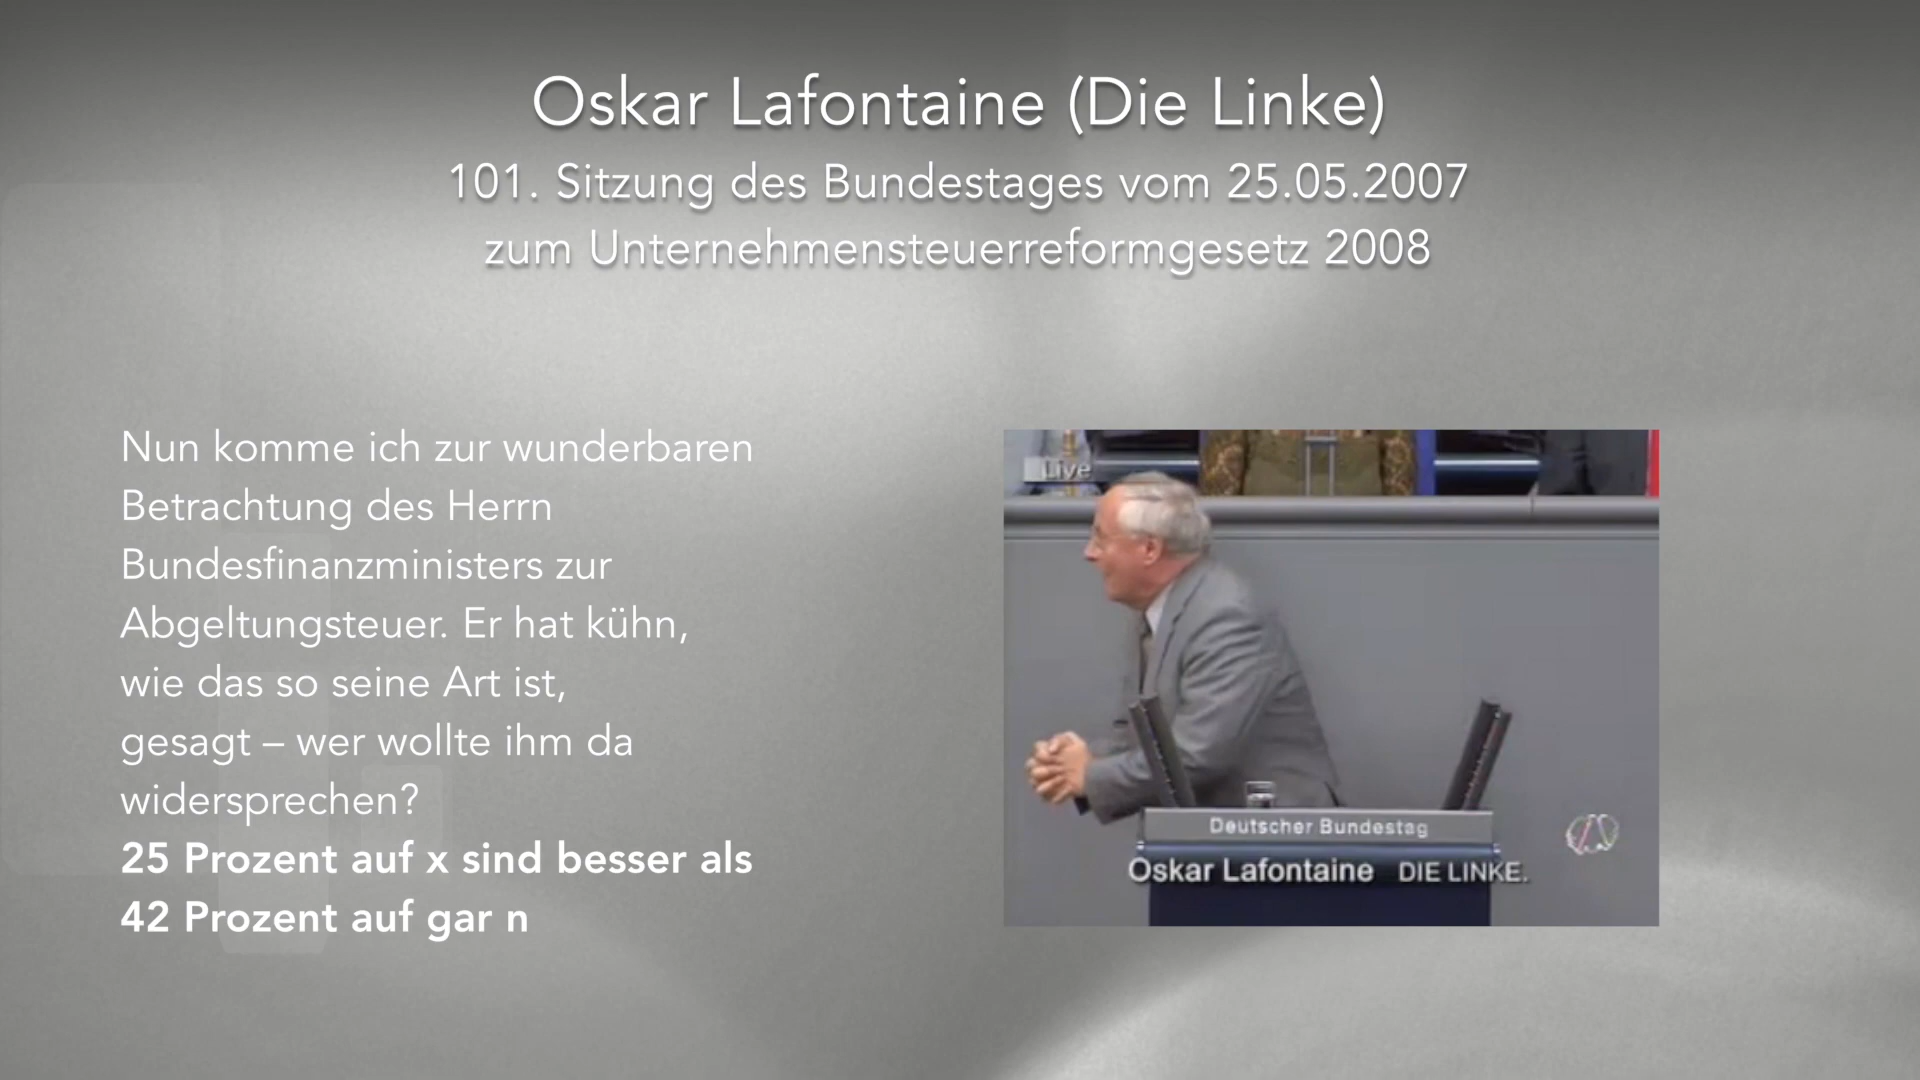 Oskar Lafontaine (Die Linke)
101. Sitzung des Bundestages vom 25.05.2007
zum Unternehmensteuerreformgesetz 2008
Nun komme ich zur wunderbaren
Betrachtung des Herrn
Bundesfinanzministers zur
Abgeltungsteuer. Er hat kühn,
wie das so seine Art ist,
gesagt – wer wollte ihm da
widersprechen?
25 Prozent auf x sind besser als
42 Prozent auf gar n
Live
Deutscher Bundestag
Oskar Lafontaine DIE LINKE.